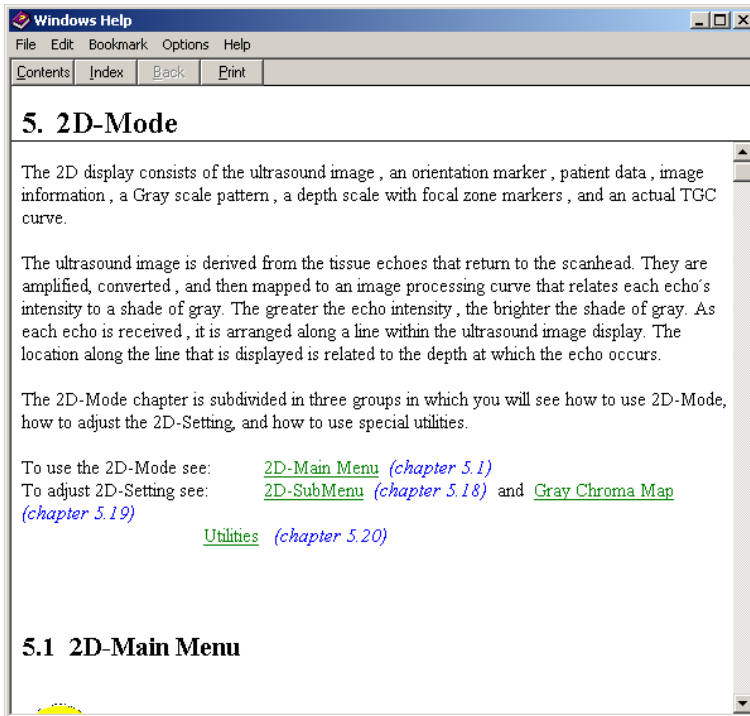 Windows Help
File Edit Bookmark Options Help
Contents Index Back Print
5. 2D-Mode
The 2D display consists of the ultrasound image , an orientation marker , patient data , image
information , a Gray scale pattern , a depth scale with focal zone markers , and an actual TGC
curve.
The ultrasound image is derived from the tissue echoes that return to the scanhead. They are
amplified, converted , and then mapped to an image processing curve that relates each echo´s
intensity to a shade of gray. The greater the echo intensity , the brighter the shade of gray. As
each echo is received , it is arranged along a line within the ultrasound image display. The
location along the line that is displayed is related to the depth at which the echo occurs.
The 2D-Mode chapter is subdivided in three groups in which you will see how to use 2D-Mode,
how to adjust the 2D-Setting, and how to use special utilities.
To use the 2D-Mode see: 2D-Main Menu (chapter 5.1)
To adjust 2D-Setting see: 2D-SubMenu (chapter 5.18) and Gray Chroma Map
(chapter 5.19)
Utilities (chapter 5.20)
5.1 2D-Main Menu